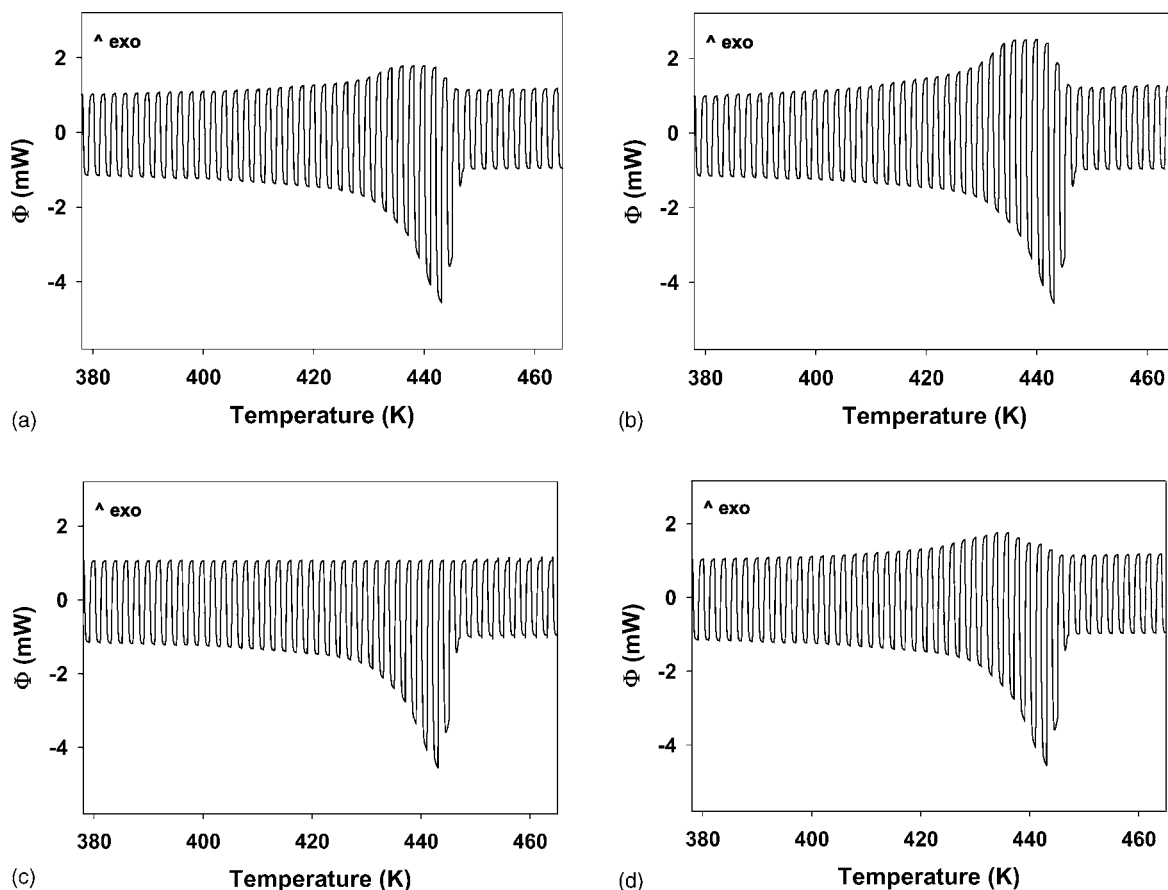 ^ exo
2
0
-2
-4
Φ (mW)
380 400 420 440 460
Temperature (K)
(a)
^ exo
2
0
-2
-4
Φ (mW)
380 400 420 440 460
Temperature (K)
(b)
^ exo
2
0
-2
-4
Φ (mW)
380 400 420 440 460
Temperature (K)
(c)
^ exo
2
0
-2
-4
Φ (mW)
380 400 420 440 460
Temperature (K)
(d)